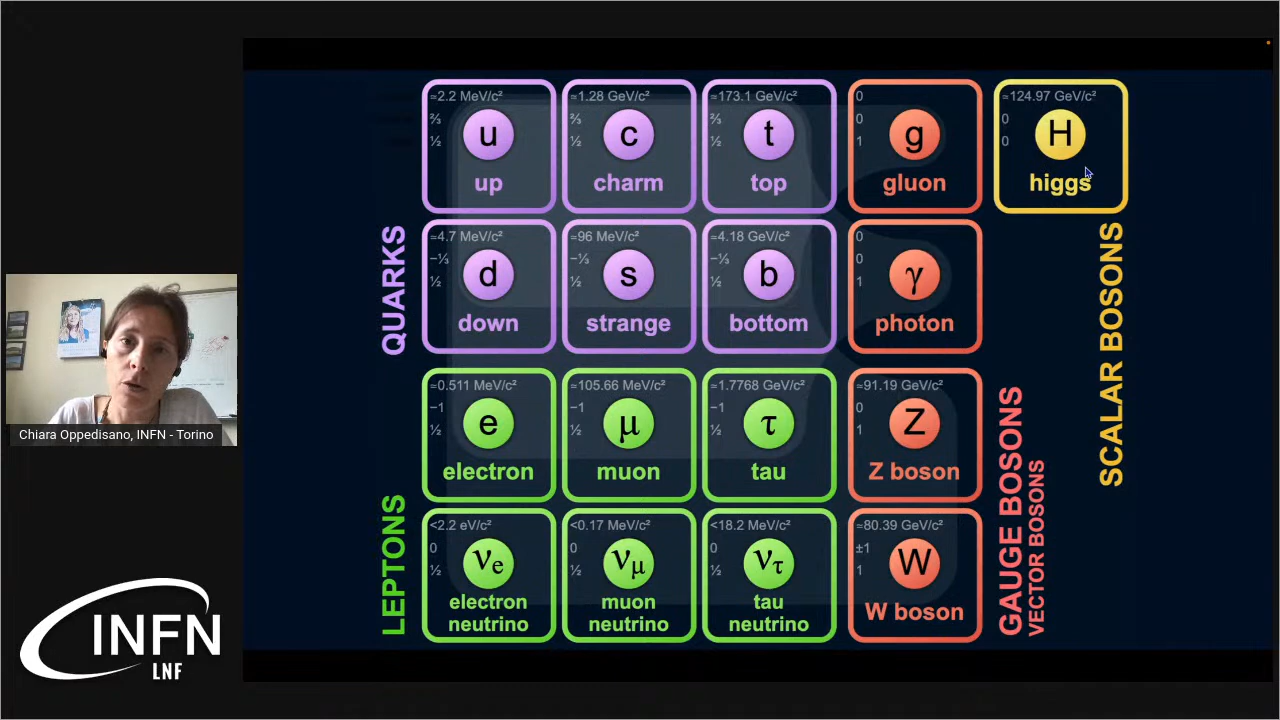 ≃2.2 MeV/c²
⅔
½
u
up
≃1.28 GeV/c²
⅔
½
c
charm
≃173.1 GeV/c²
⅔
½
t
top
0
0
1
g
gluon
≃124.97 GeV/c²
0
0
H
higgs
QUARKS
≃4.7 MeV/c²
−⅓
½
d
down
≃96 MeV/c²
−⅓
½
s
strange
≃4.18 GeV/c²
−⅓
½
b
bottom
0
0
1
γ
photon
SCALAR BOSONS
LEPTONS
≃0.511 MeV/c²
−1
½
e
electron
≃105.66 MeV/c²
−1
½
μ
muon
≃1.7768 GeV/c²
−1
½
τ
tau
≃91.19 GeV/c²
0
1
Z
Z boson
GAUGE BOSONS
VECTOR BOSONS
<2.2 eV/c²
0
½
νe
electron
neutrino
<0.17 MeV/c²
0
½
νμ
muon
neutrino
<18.2 MeV/c²
0
½
ντ
tau
neutrino
≃80.39 GeV/c²
±1
1
W
W boson
Chiara Oppedisano, INFN - Torino
INFN
LNF